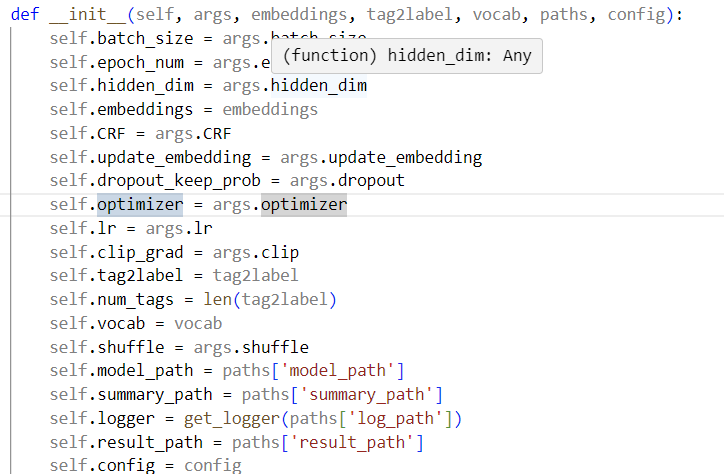 def __init__(self, args, embeddings, tag2label, vocab, paths, config):
self.batch_size = args.batch_size
(function) hidden_dim: Any
self.epoch_num = args.e
self.hidden_dim = args.hidden_dim
self.embeddings = embeddings
self.CRF = args.CRF
self.update_embedding = args.update_embedding
self.dropout_keep_prob = args.dropout
self.optimizer = args.optimizer
self.lr = args.lr
self.clip_grad = args.clip
self.tag2label = tag2label
self.num_tags = len(tag2label)
self.vocab = vocab
self.shuffle = args.shuffle
self.model_path = paths['model_path']
self.summary_path = paths['summary_path']
self.logger = get_logger(paths['log_path'])
self.result_path = paths['result_path']
self.config = config